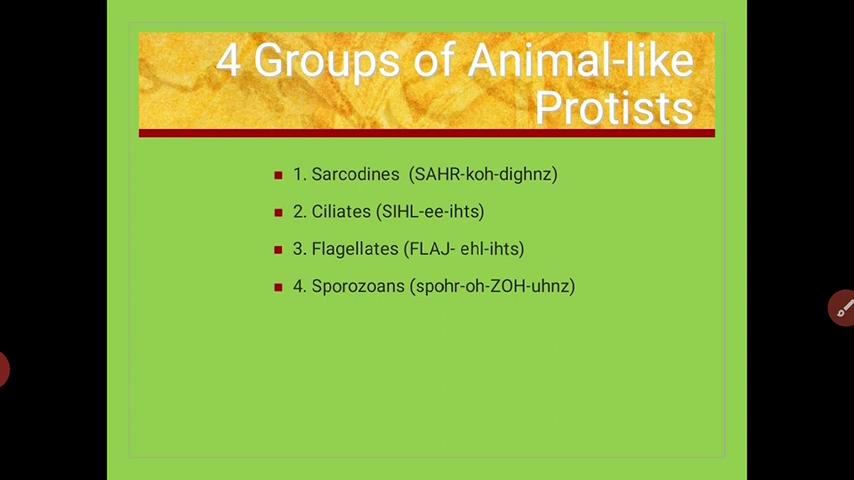 4 Groups of Animal-like
Protists
1. Sarcodines (SAHR-koh-dighnz)
2. Ciliates (SIHL-ee-ihts)
3. Flagellates (FLAJ- ehl-ihts)
4. Sporozoans (spohr-oh-ZOH-uhnz)